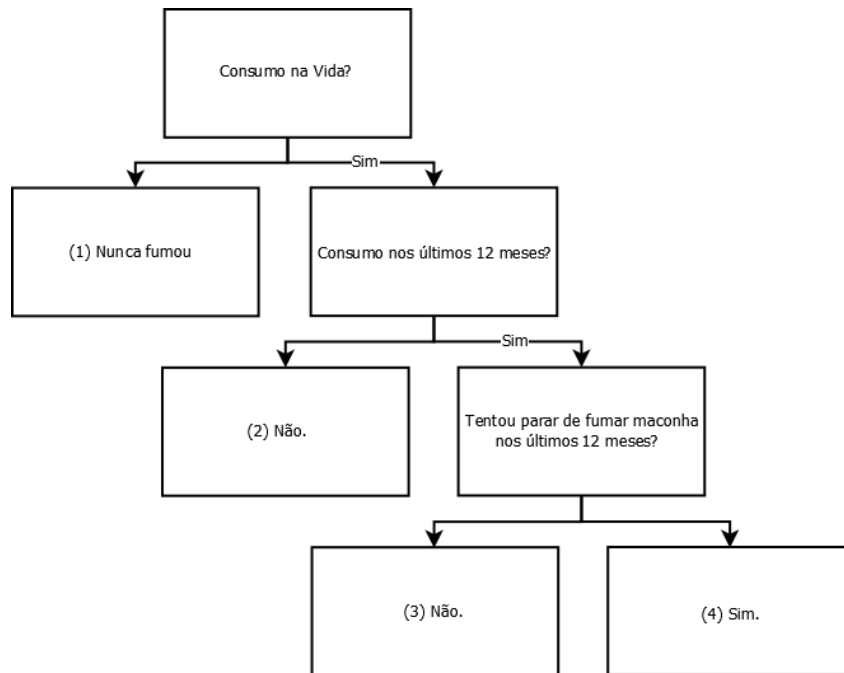 Consumo na Vida?
Sim
(1) Nunca fumou
Consumo nos últimos 12 meses?
Sim
(2) Não.
Tentou parar de fumar maconha
nos últimos 12 meses?
(3) Não.
(4) Sim.